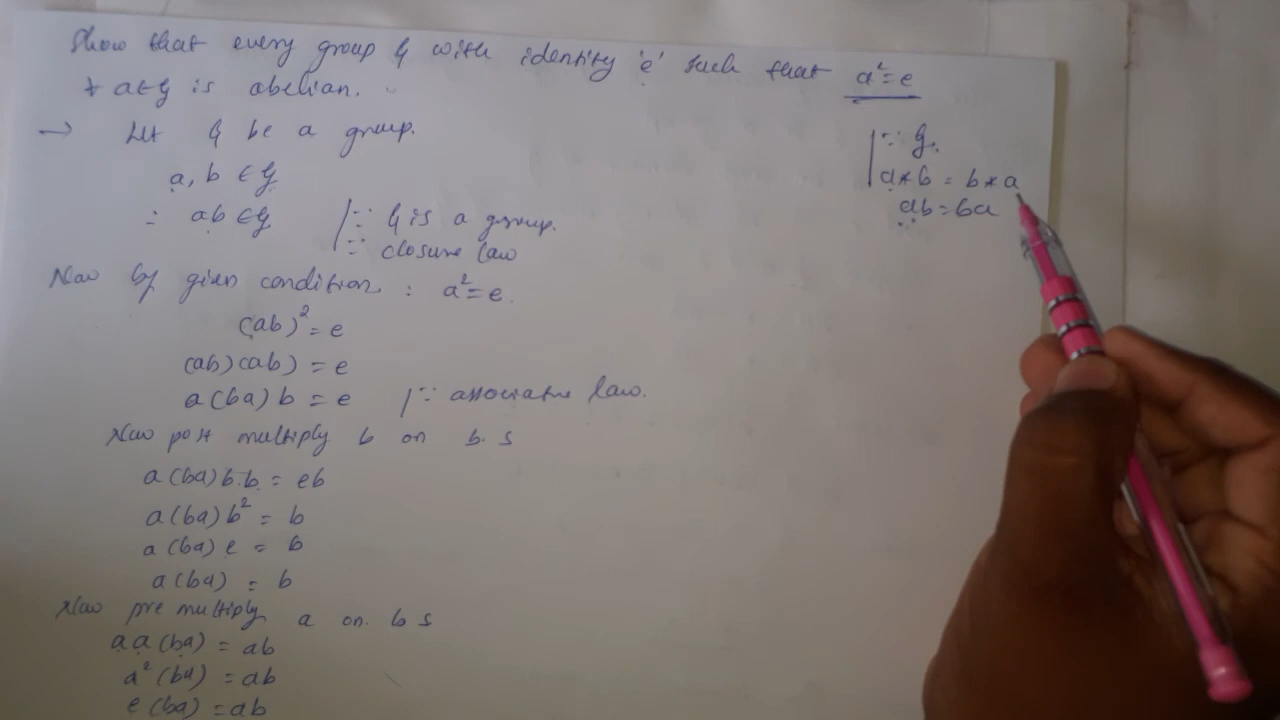 Show that every group G with identity 'e' such that a²=e
∀ a∈G is abelian.
→ Let G be a group.
a, b ∈ G
∴ ab ∈ G |∵ G is a group.
∵ closure law
Now by given condition : a²=e.
(ab)² = e
(ab)(ab) = e
a(ba)b = e |∵ associative law.
Now post multiply b on b.s
a(ba)b.b. = eb
a(ba)b² = b
a(ba)e = b
a(ba) = b
Now pre multiply a on b s
aa(ba) = ab
a²(ba) = ab
e(ba) = ab
|∵ G.
a*b = b*a
ab=ba